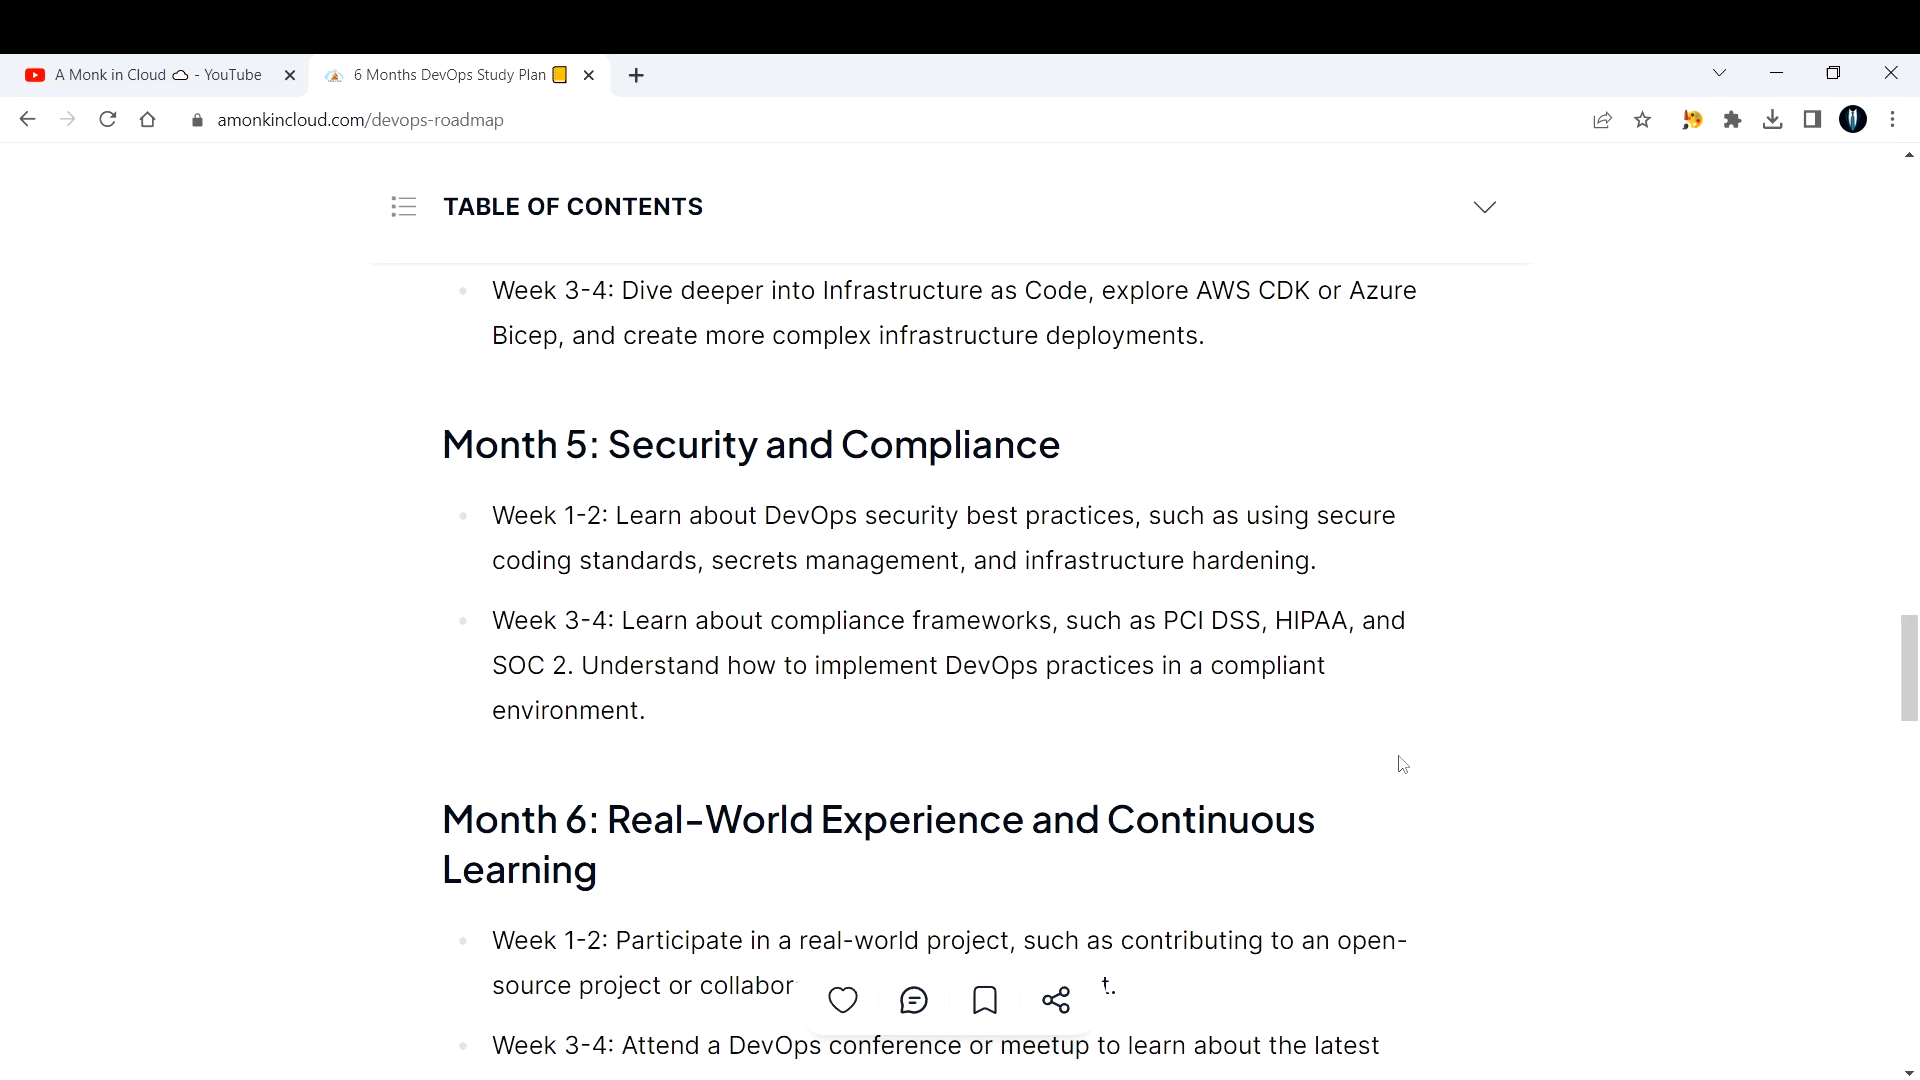 A Monk in Cloud - YouTube
6 Months DevOps Study Plan
amonkincloud.com/devops-roadmap
TABLE OF CONTENTS
Week 3-4: Dive deeper into Infrastructure as Code, explore AWS CDK or Azure
Bicep, and create more complex infrastructure deployments.
Month 5: Security and Compliance
Week 1-2: Learn about DevOps security best practices, such as using secure
coding standards, secrets management, and infrastructure hardening.
Week 3-4: Learn about compliance frameworks, such as PCI DSS, HIPAA, and
SOC 2. Understand how to implement DevOps practices in a compliant
environment.
Month 6: Real-World Experience and Continuous
Learning
Week 1-2: Participate in a real-world project, such as contributing to an open-
source project or collabor t.
Week 3-4: Attend a DevOps conference or meetup to learn about the latest